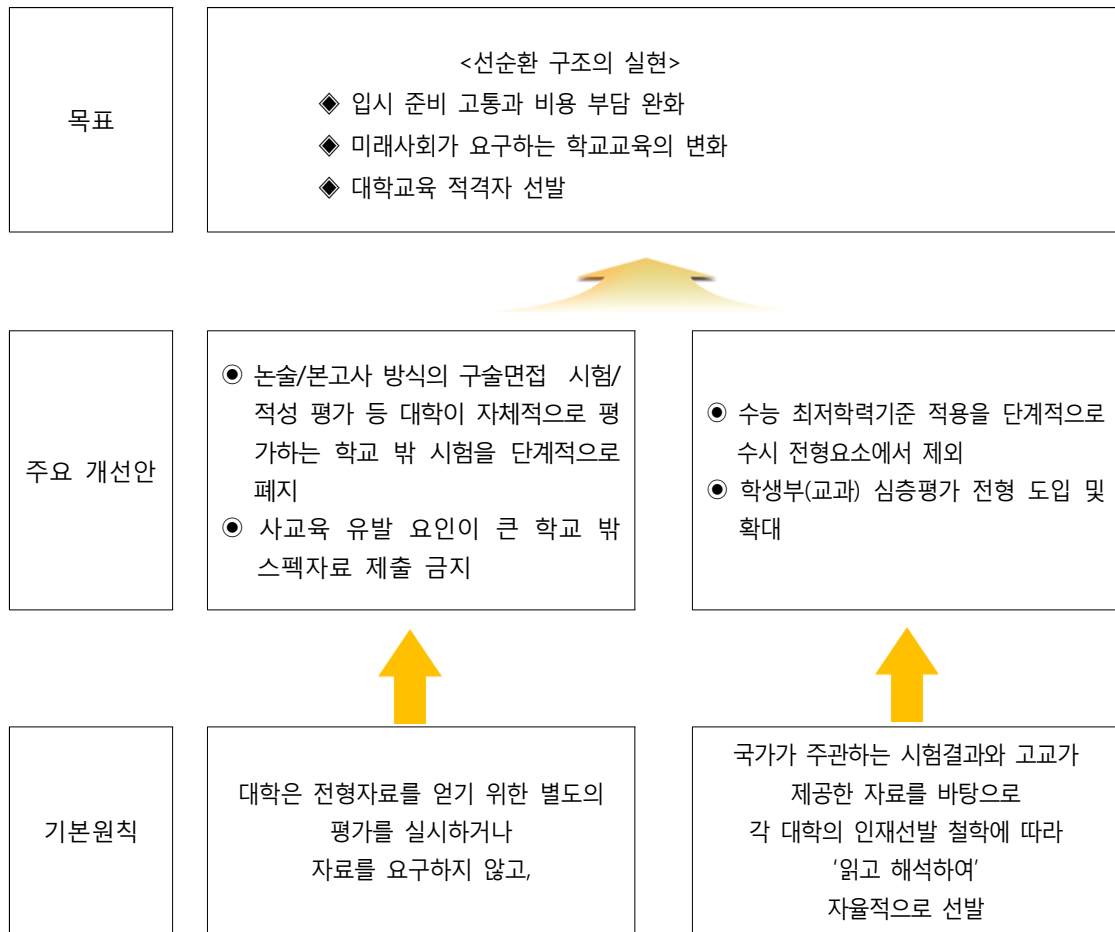 목표
<선순환 구조의 실현>
◈ 입시 준비 고통과 비용 부담 완화
◈ 미래사회가 요구하는 학교교육의 변화
◈ 대학교육 적격자 선발
주요 개선안
◉ 논술/본고사 방식의 구술면접 시험/
적성 평가 등 대학이 자체적으로 평
가하는 학교 밖 시험을 단계적으로
폐지
◉ 사교육 유발 요인이 큰 학교 밖
스펙자료 제출 금지
◉ 수능 최저학력기준 적용을 단계적으로
수시 전형요소에서 제외
◉ 학생부(교과) 심층평가 전형 도입 및
확대
기본원칙
대학은 전형자료를 얻기 위한 별도의
평가를 실시하거나
자료를 요구하지 않고,
국가가 주관하는 시험결과와 고교가
제공한 자료를 바탕으로
각 대학의 인재선발 철학에 따라
'읽고 해석하여'
자율적으로 선발